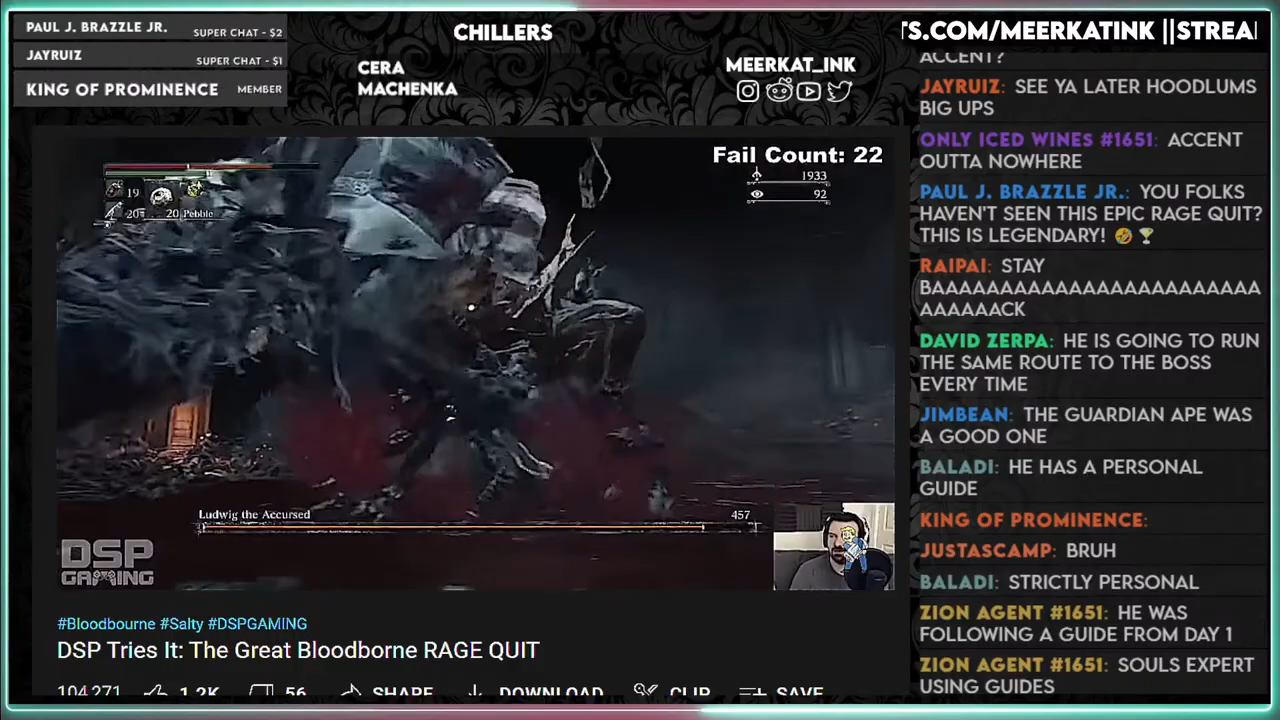 PAUL J. BRAZZLE JR. SUPER CHAT - $2
JAYRUIZ SUPER CHAT - $1
KING OF PROMINENCE MEMBER
CHILLERS
CERA
MACHENKA
MEERKAT_INK
TS.COM/MEERKATINK ||STREA
Fail Count: 22
1933
92
19
20 20 Pebble
Ludwig the Accursed 457
DSP
GAMING
#Bloodbourne #Salty #DSPGAMING
DSP Tries It: The Great Bloodborne RAGE QUIT
104,271 1.2K 56 SHARE DOWNLOAD CLIP SAVE
ACCENT?
JAYRUIZ: SEE YA LATER HOODLUMS
BIG UPS
ONLY ICED WINES #1651: ACCENT
OUTTA NOWHERE
PAUL J. BRAZZLE JR.: YOU FOLKS
HAVEN'T SEEN THIS EPIC RAGE QUIT?
THIS IS LEGENDARY! 🤣🏆
RAIPAI: STAY
BAAAAAAAAAAAAAAAAAAAAAAAA
AAAAAACK
DAVID ZERPA: HE IS GOING TO RUN
THE SAME ROUTE TO THE BOSS
EVERY TIME
JIMBEAN: THE GUARDIAN APE WAS
A GOOD ONE
BALADI: HE HAS A PERSONAL
GUIDE
KING OF PROMINENCE:
JUSTASCAMP: BRUH
BALADI: STRICTLY PERSONAL
ZION AGENT #1651: HE WAS
FOLLOWING A GUIDE FROM DAY 1
ZION AGENT #1651: SOULS EXPERT
USING GUIDES